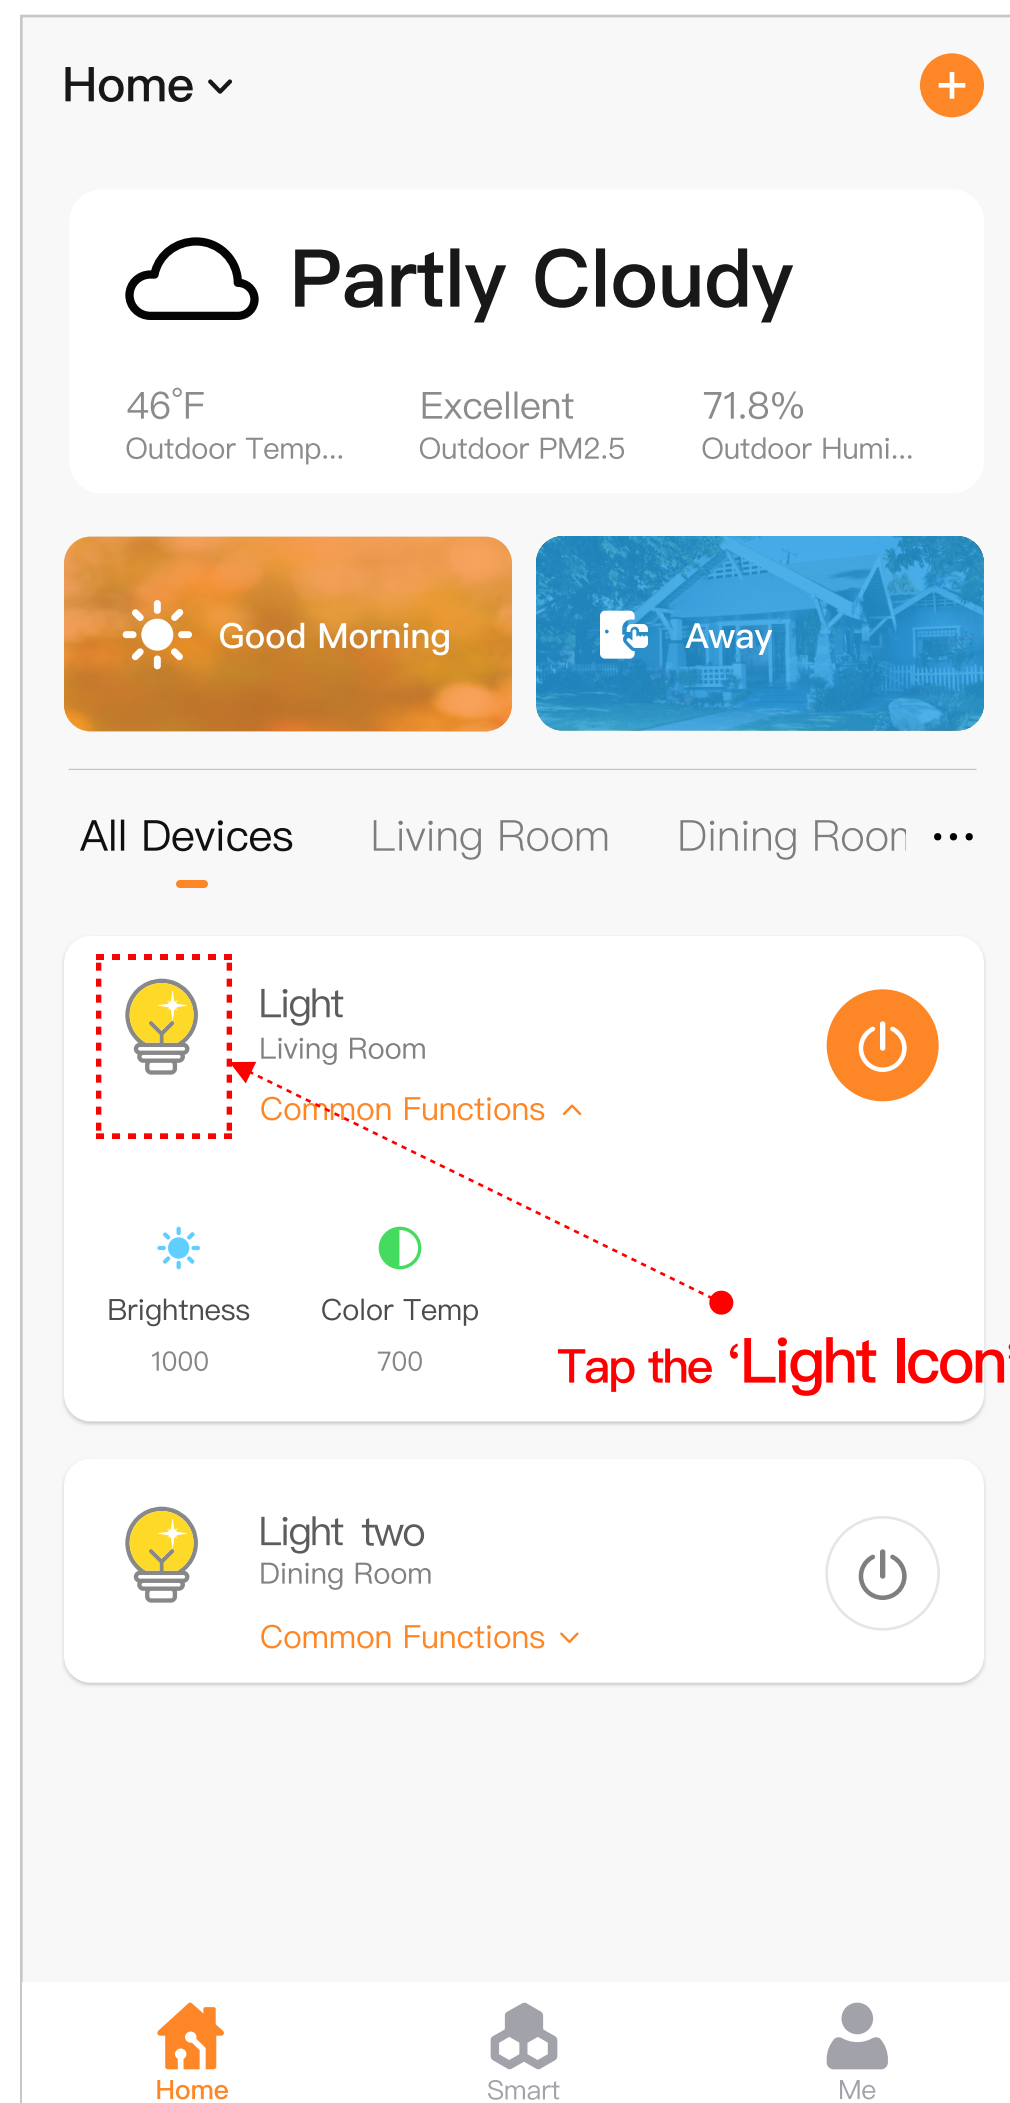 Home
Partly Cloudy
46°F Excellent 71.8%
Outdoor Temp... Outdoor PM2.5 Outdoor Humi...
Good Morning Away
All Devices Living Room Dining Roon ...
Light
Living Room
Common Functions
Brightness Color Temp
1000 700
Tap the ‘Light Icon’
Light two
Dining Room
Common Functions
Home Smart Me